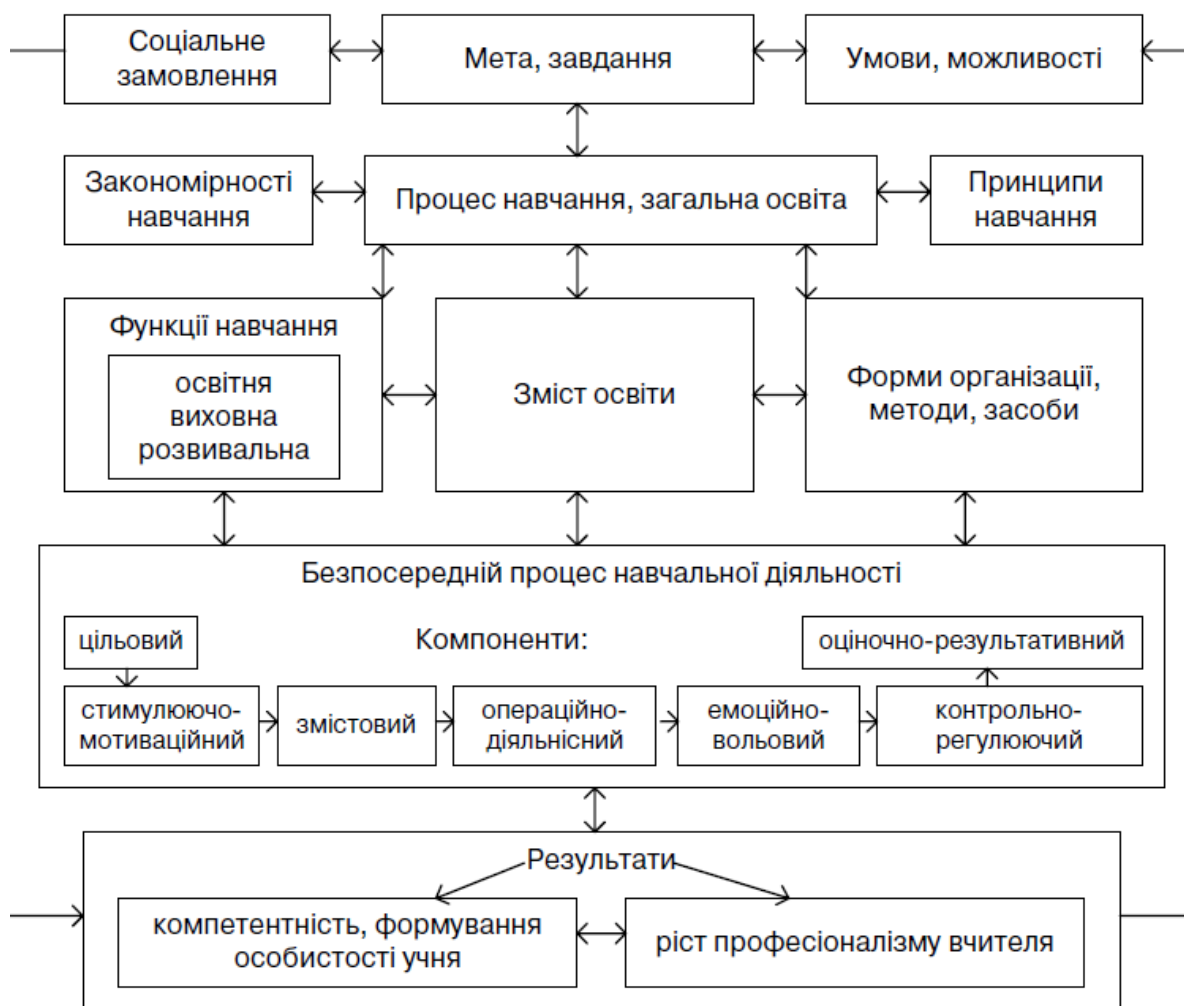 Соціальне
замовлення
Мета, завдання
Умови, можливості
Закономірності
навчання
Процес навчання, загальна освіта
Принципи
навчання
Функції навчання
освітня
виховна
розвивальна
Зміст освіти
Форми організації,
методи, засоби
Безпосередній процес навчальної діяльності
цільовий
Компоненти:
оціночно-результативний
стимулюючо-
мотиваційний
змістовий
операційно-
діяльнісний
емоційно-
вольовий
контрольно-
регулюючий
Результати
компетентність, формування
особистості учня
ріст професіоналізму вчителя